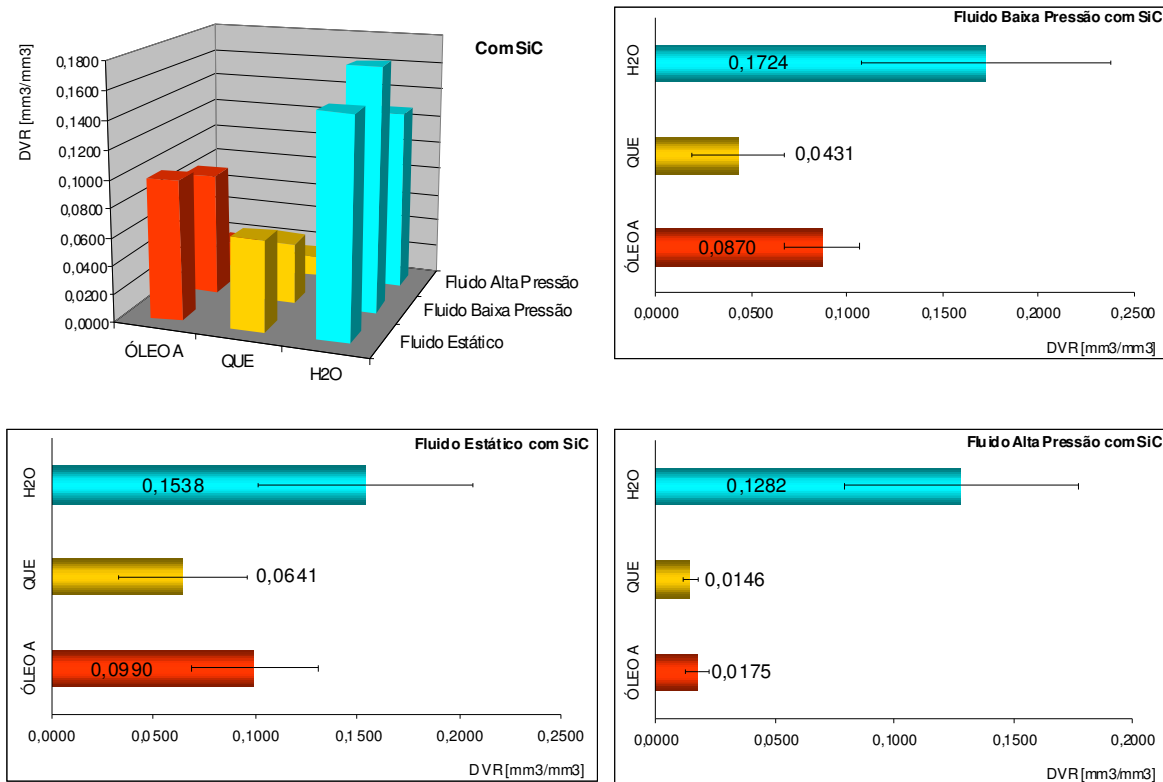 Com SiC
DVR [mm3/mm3]
0,1800
0,1600
0,1400
0,1200
0,1000
0,0800
0,0600
0,0400
0,0200
0,0000
ÓLEO A
QUE
H2O
Fluido Alta Pressão
Fluido Baixa Pressão
Fluido Estático
Fluido Baixa Pressão com SiC
H2O
0,1724
QUE
0,0431
ÓLEO A
0,0870
0,0000 0,0500 0,1000 0,1500 0,2000 0,2500
DVR [mm3/mm3]
Fluido Estático com SiC
H2O
0,1538
QUE
0,0641
ÓLEO A
0,0990
0,0000 0,0500 0,1000 0,1500 0,2000 0,2500
DVR [mm3/mm3]
Fluido Alta Pressão com SiC
H2O
0,1282
QUE
0,0146
ÓLEO A
0,0175
0,0000 0,0500 0,1000 0,1500 0,2000
DVR [mm3/mm3]